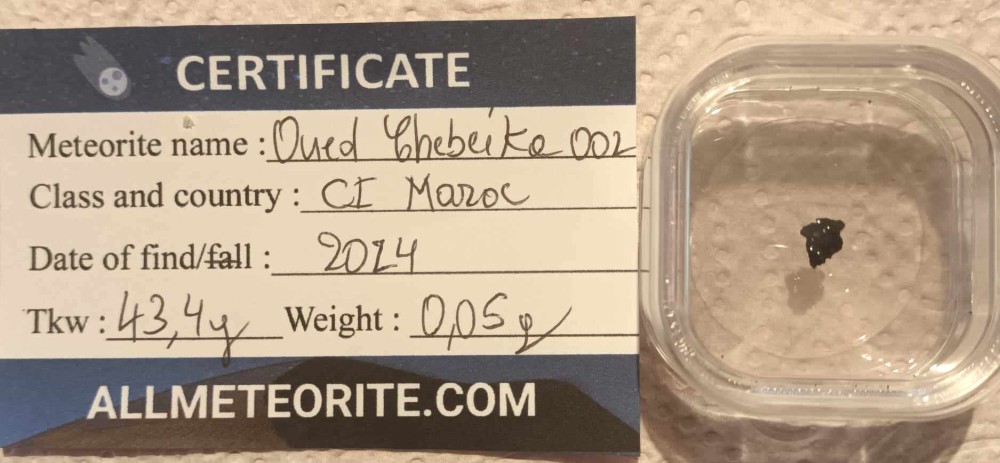 CERTIFICATE
Meteorite name : Oued Chebeika 002
Class and country : CI Maroc
Date of find/fall : 2024
Tkw : 43,4g Weight : 0,05g
ALLMETEORITE.COM